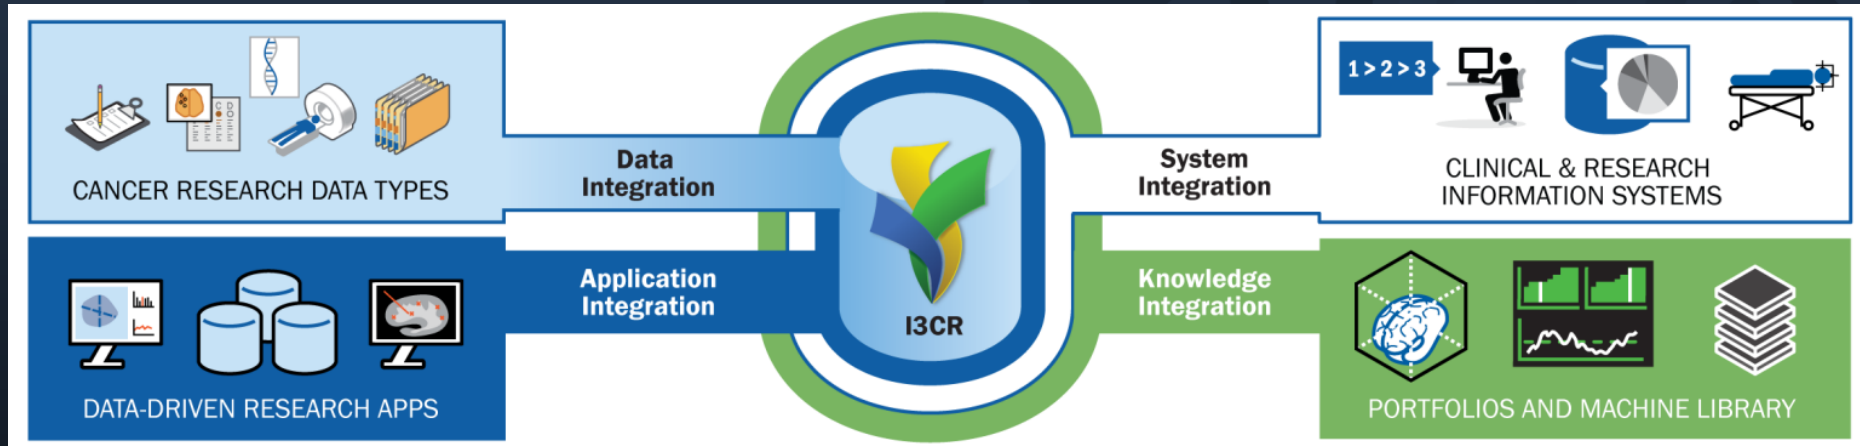 CANCER RESEARCH DATA TYPES
Data
Integration
System
Integration
1 > 2 > 3
CLINICAL & RESEARCH
INFORMATION SYSTEMS
I3CR
DATA-DRIVEN RESEARCH APPS
Application
Integration
Knowledge
Integration
PORTFOLIOS AND MACHINE LIBRARY